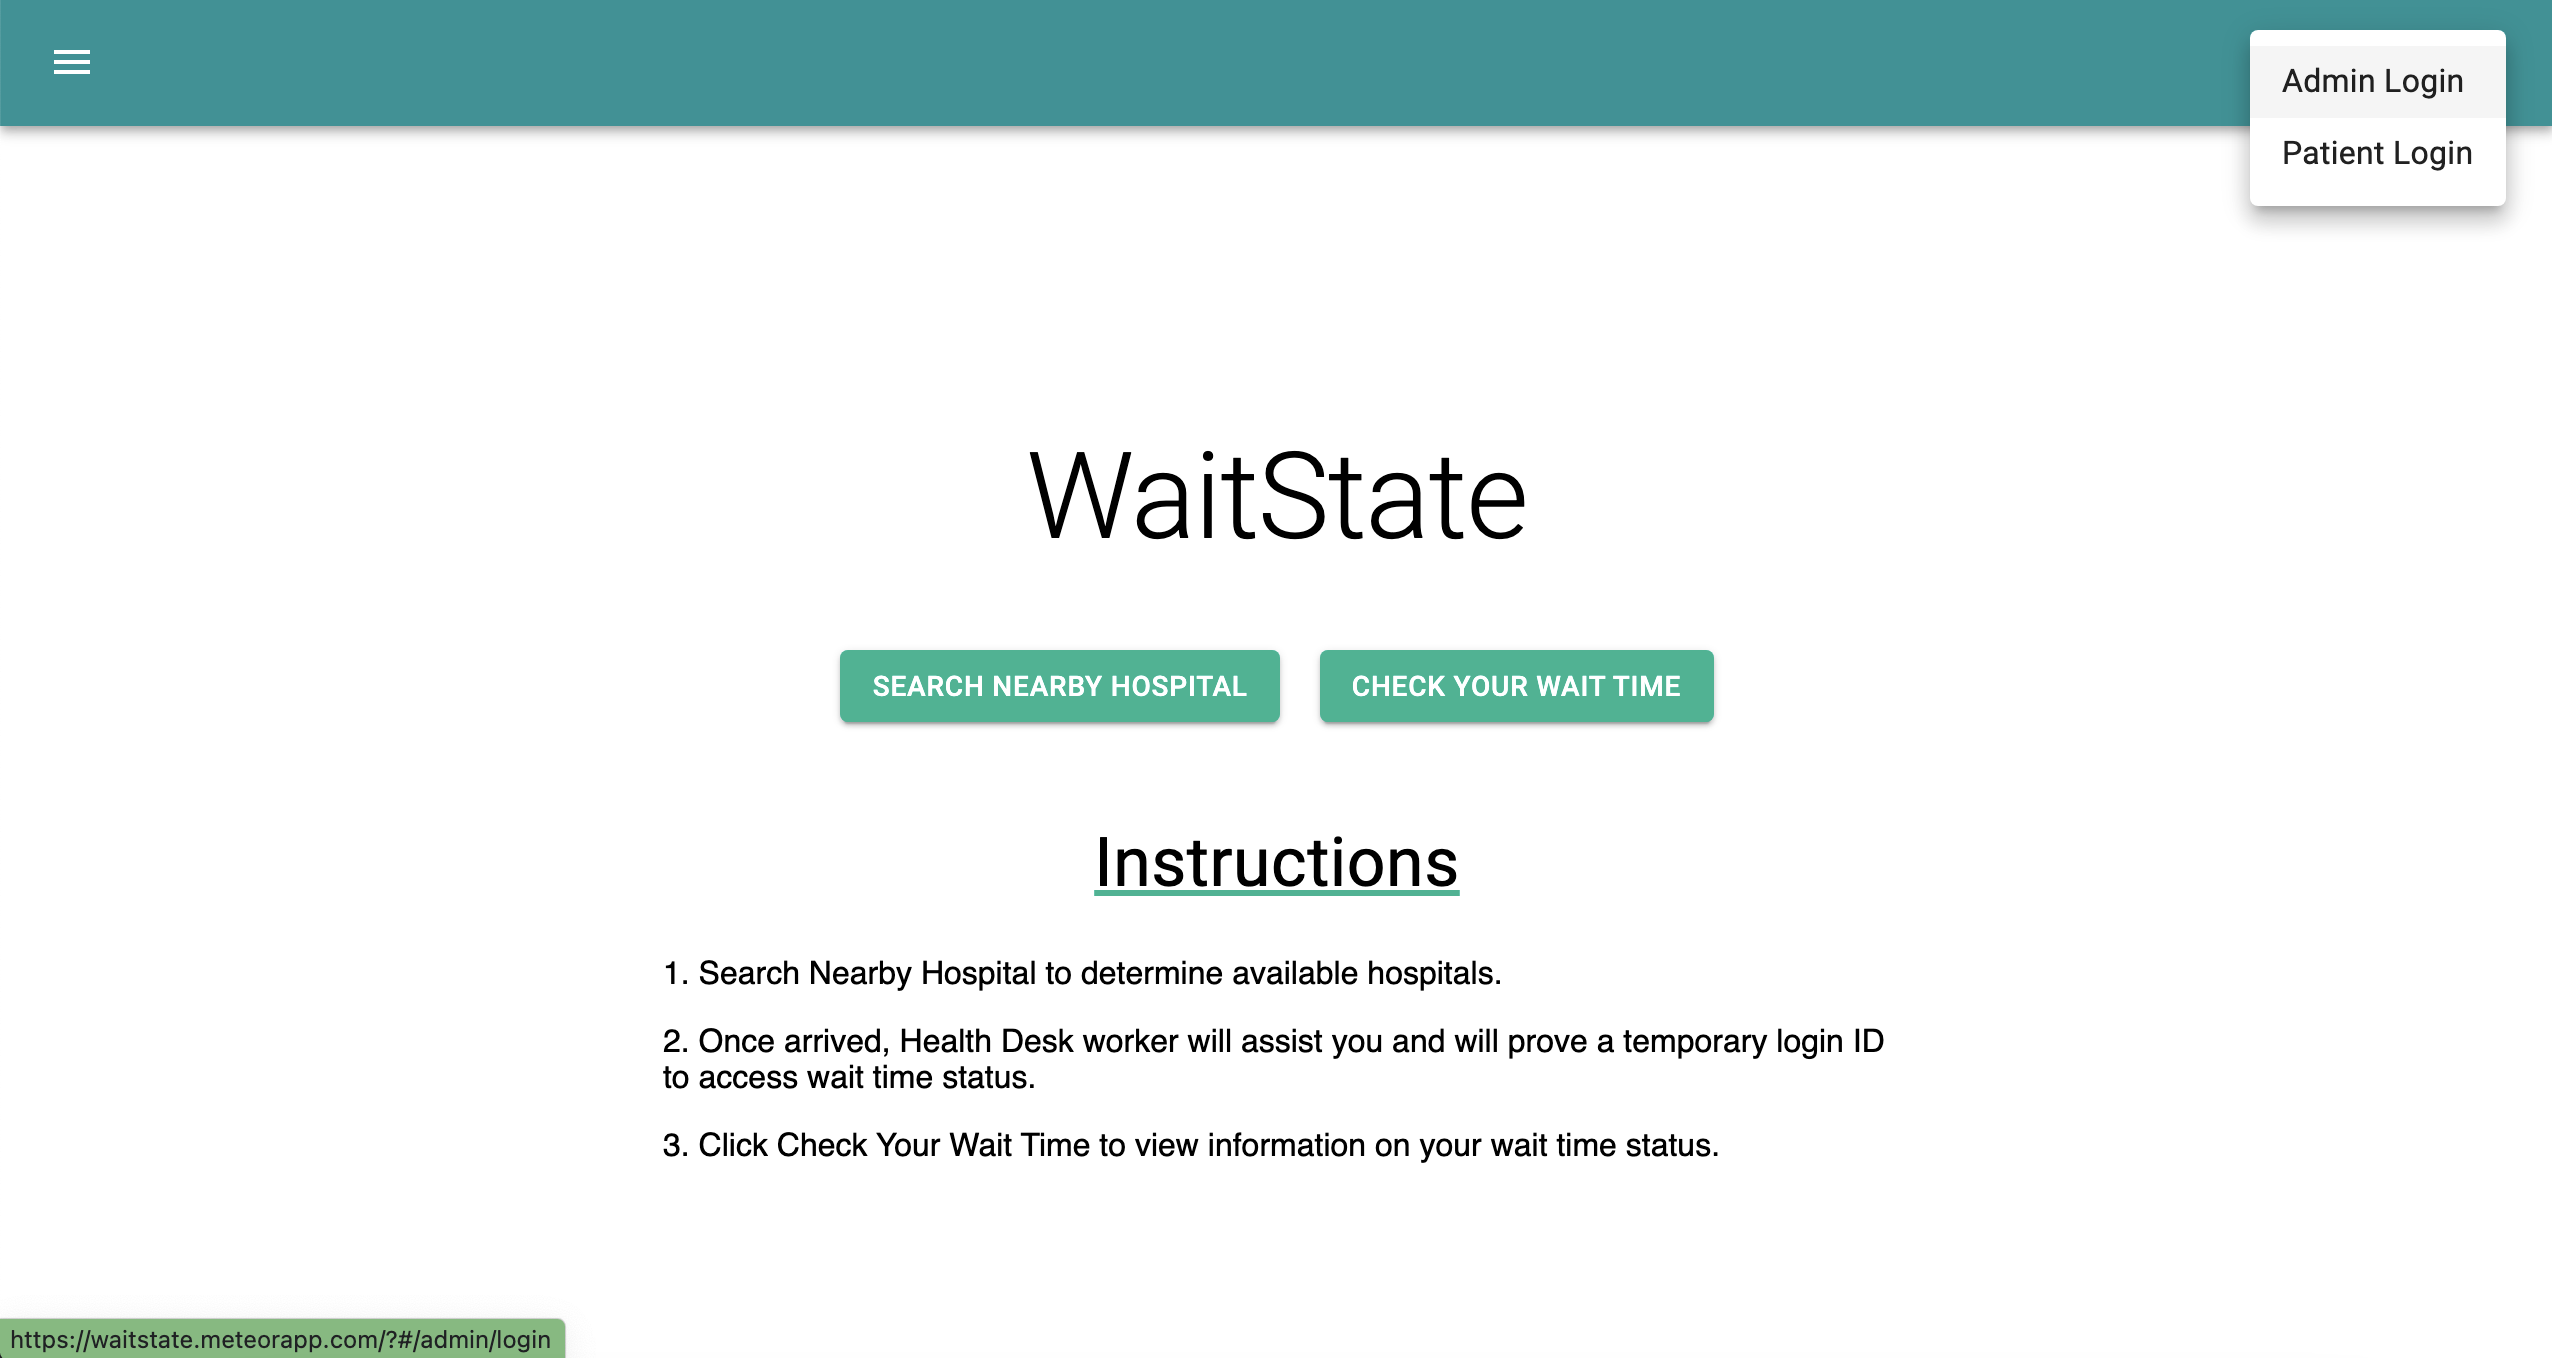 Admin Login
Patient Login
WaitState
SEARCH NEARBY HOSPITAL
CHECK YOUR WAIT TIME
Instructions
1. Search Nearby Hospital to determine available hospitals.
2. Once arrived, Health Desk worker will assist you and will prove a temporary login ID
to access wait time status.
3. Click Check Your Wait Time to view information on your wait time status.
https://waitstate.meteorapp.com/?#/admin/login